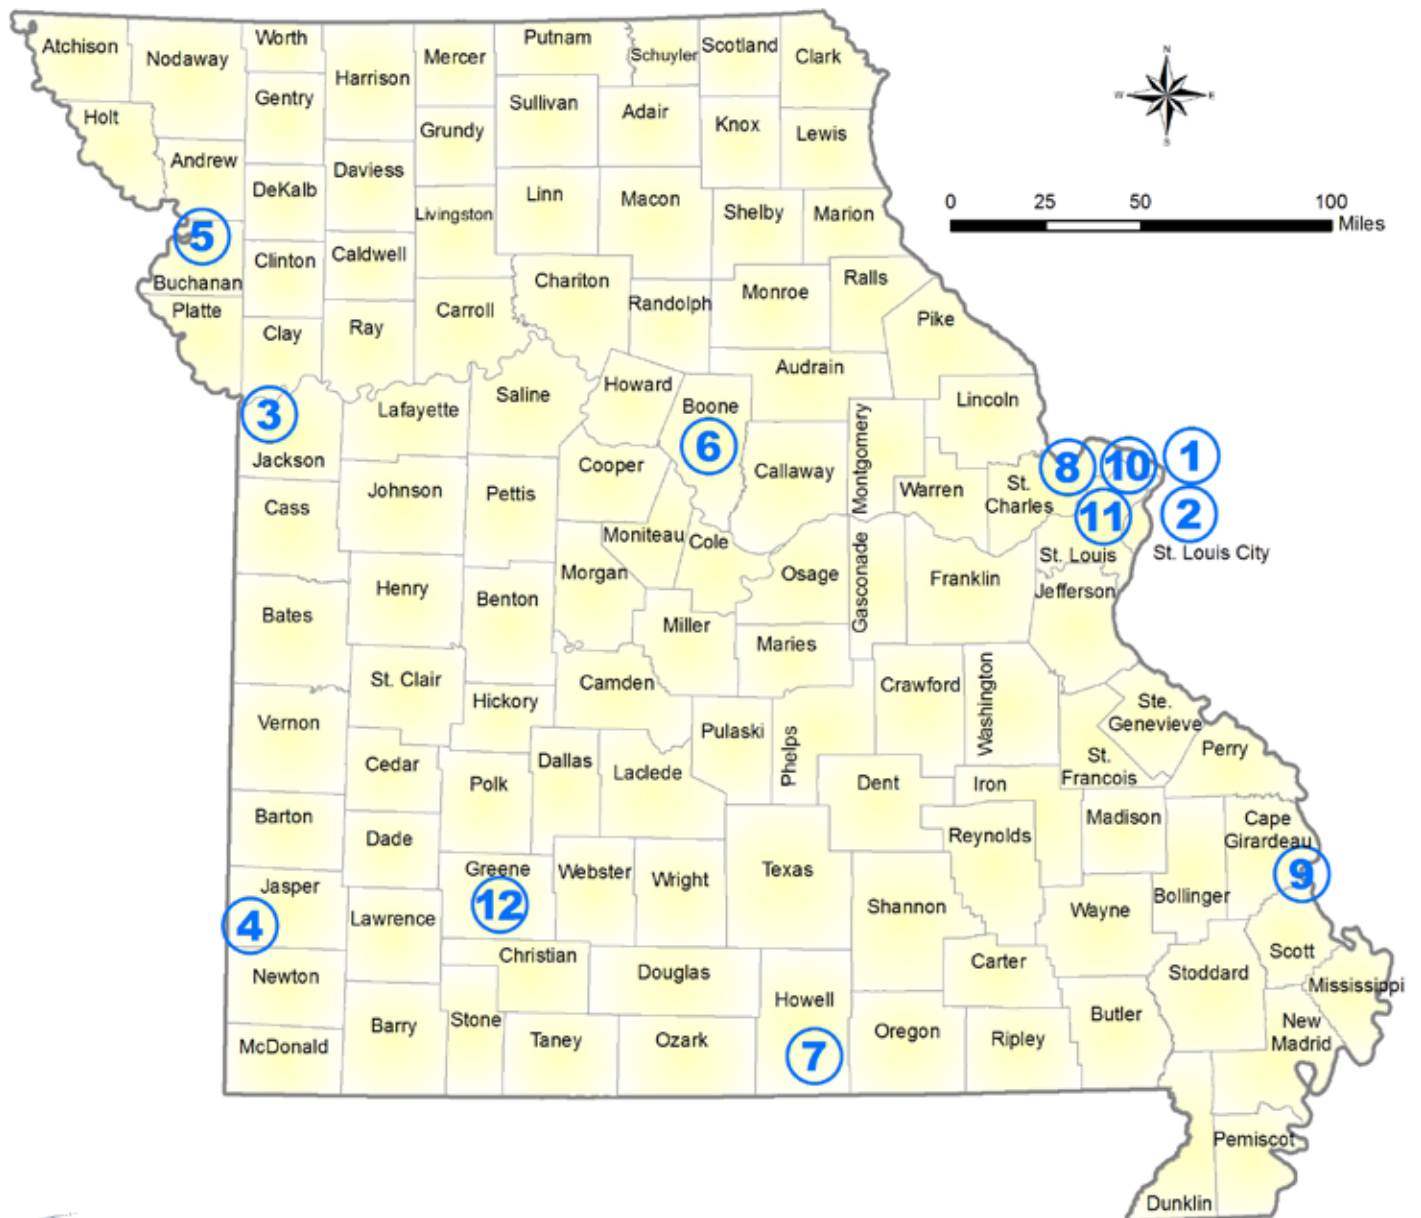 Atchison
Nodaway
Worth
Harrison
Mercer
Putnam
Schuyler
Scotland
Clark
N
W
E
S
Holt
Gentry
Grundy
Sullivan
Adair
Knox
Lewis
Andrew
DeKalb
Daviess
Livingston
Linn
Macon
Shelby
Marion
0 25 50 100
Miles
5
Buchanan
Clinton
Caldwell
Chariton
Randolph
Monroe
Ralls
Platte
Clay
Ray
Carroll
Pike
Audrain
3
Jackson
Lafayette
Saline
Howard
Boone
6
Callaway
Montgomery
Lincoln
Warren
St.
Charles
8
10
1
11
2
St. Louis
St. Louis City
Cass
Johnson
Pettis
Cooper
Moniteau
Cole
Morgan
Osage
Gasconade
Franklin
Jefferson
Bates
Henry
Benton
Miller
Maries
St. Clair
Hickory
Camden
Crawford
Washington
Ste.
Genevieve
Vernon
Cedar
Polk
Dallas
Laclede
Pulaski
Phelps
Dent
Iron
St.
Francois
Perry
Barton
Dade
Reynolds
Madison
Cape
Girardeau
9
Jasper
4
Lawrence
Greene
12
Webster
Wright
Texas
Shannon
Wayne
Bollinger
Newton
Christian
Douglas
Howell
7
Carter
Stoddard
Scott
Mississippi
McDonald
Barry
Stone
Taney
Ozark
Oregon
Ripley
Butler
New
Madrid
Pemiscot
Dunklin